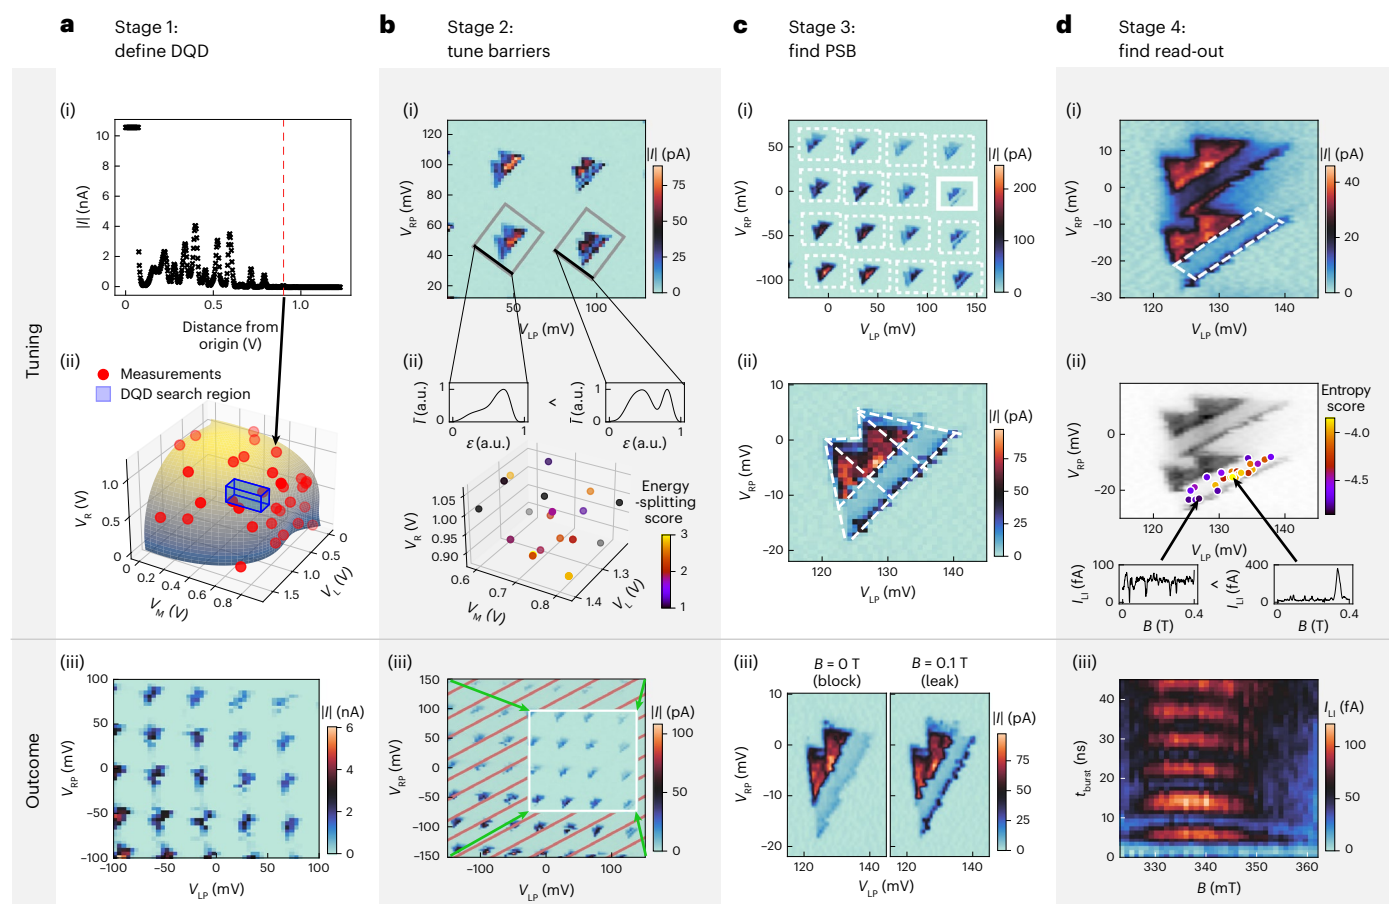 a
Stage 1:
define DQD
b
Stage 2:
tune barriers
c
Stage 3:
find PSB
d
Stage 4:
find read-out
Tuning
(i)
10
8
6
4
2
0
|I| (nA)
0
0.5
1.0
Distance from
origin (V)
(ii)
Measurements
DQD search region
1.0
0.5
0
V_R (V)
0
0.2
0.4
0.6
0.8
V_M (V)
0
0.5
1.0
1.5
V_L (V)
(i)
120
100
80
60
40
20
V_RP (mV)
50
100
V_LP (mV)
|I| (pA)
75
50
25
0
(ii)
1
0
Ī (a.u.)
0
1
ε (a.u.)
<
1
0
Ī (a.u.)
0
1
ε (a.u.)
1.05
1.00
0.95
0.90
V_R (V)
0.6
0.7
0.8
V_M (V)
1.3
1.4
V_L (V)
Energy
-splitting
score
3
2
1
(i)
50
0
−50
−100
V_RP (mV)
0
50
100
150
V_LP (mV)
|I| (pA)
200
100
0
(ii)
10
0
−10
−20
V_RP (mV)
120
130
140
V_LP (mV)
|I| (pA)
75
50
25
0
(i)
10
0
−10
−20
−30
V_RP (mV)
120
130
140
V_LP (mV)
|I| (pA)
40
20
0
(ii)
0
−20
V_RP (mV)
120
130
140
V_LP (mV)
Entropy
score
−4.0
−4.5
100
0
I_LI (fA)
0
0.4
B (T)
<
400
0
I_LI (fA)
0
0.4
B (T)
Outcome
(iii)
100
50
0
−50
−100
V_RP (mV)
−100
−50
0
50
100
V_LP (mV)
|I| (nA)
6
4
2
0
(iii)
150
100
50
0
−50
−100
−150
V_RP (mV)
−100
0
100
V_LP (mV)
|I| (pA)
100
50
0
(iii)
B = 0 T
(block)
B = 0.1 T
(leak)
10
0
−10
−20
V_RP (mV)
120
140
120
140
V_LP (mV)
|I| (pA)
75
50
25
0
(iii)
40
30
20
10
0
t_burst (ns)
330
340
350
360
B (mT)
I_LI (fA)
100
50
0